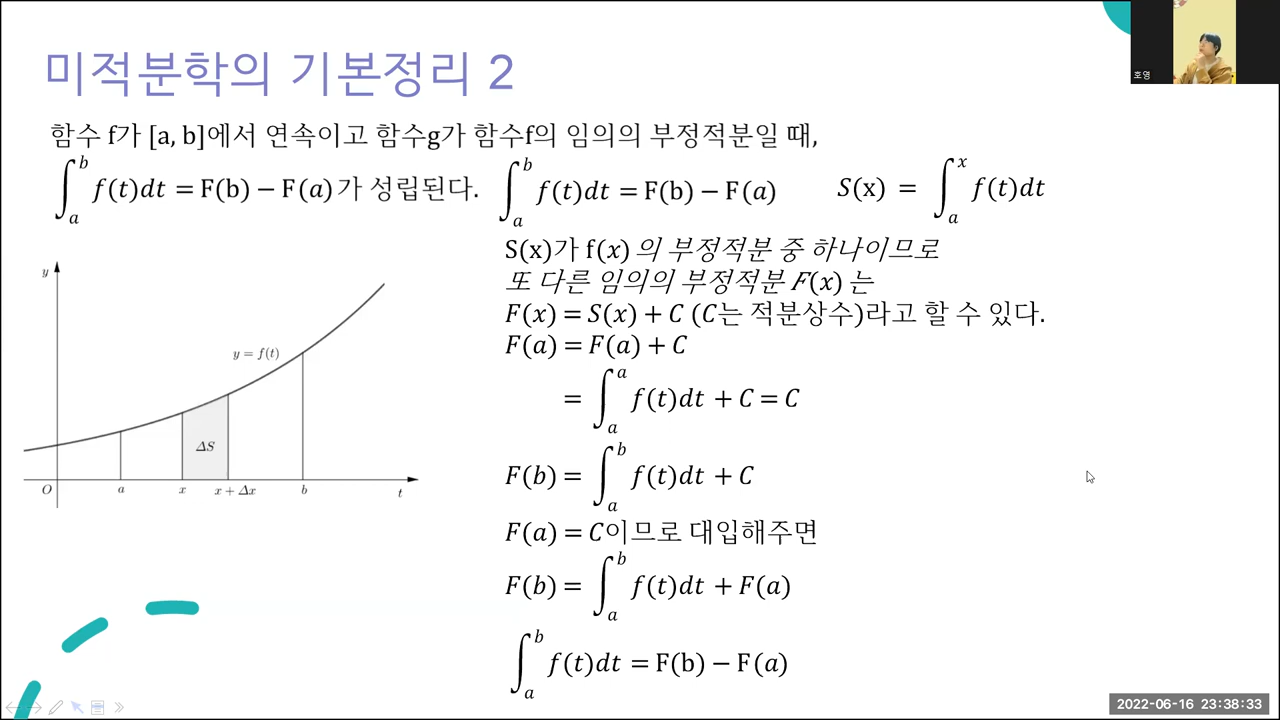 미적분학의 기본정리 2
호영
함수 f가 [a, b]에서 연속이고 함수g가 함수f의 임의의 부정적분일 때,
∫_a^b f(t)dt = F(b) − F(a)가 성립된다.
∫_a^b f(t)dt = F(b) − F(a)
S(x) = ∫_a^x f(t)dt
S(x)가 f(x) 의 부정적분 중 하나이므로
또 다른 임의의 부정적분 F(x) 는
F(x) = S(x) + C (C는 적분상수)라고 할 수 있다.
F(a) = F(a) + C
= ∫_a^a f(t)dt + C = C
F(b) = ∫_a^b f(t)dt + C
F(a) = C이므로 대입해주면
F(b) = ∫_a^b f(t)dt + F(a)
∫_a^b f(t)dt = F(b) − F(a)
y
y = f(t)
ΔS
O a x x + Δx b t
2022-06-16 23:38:33